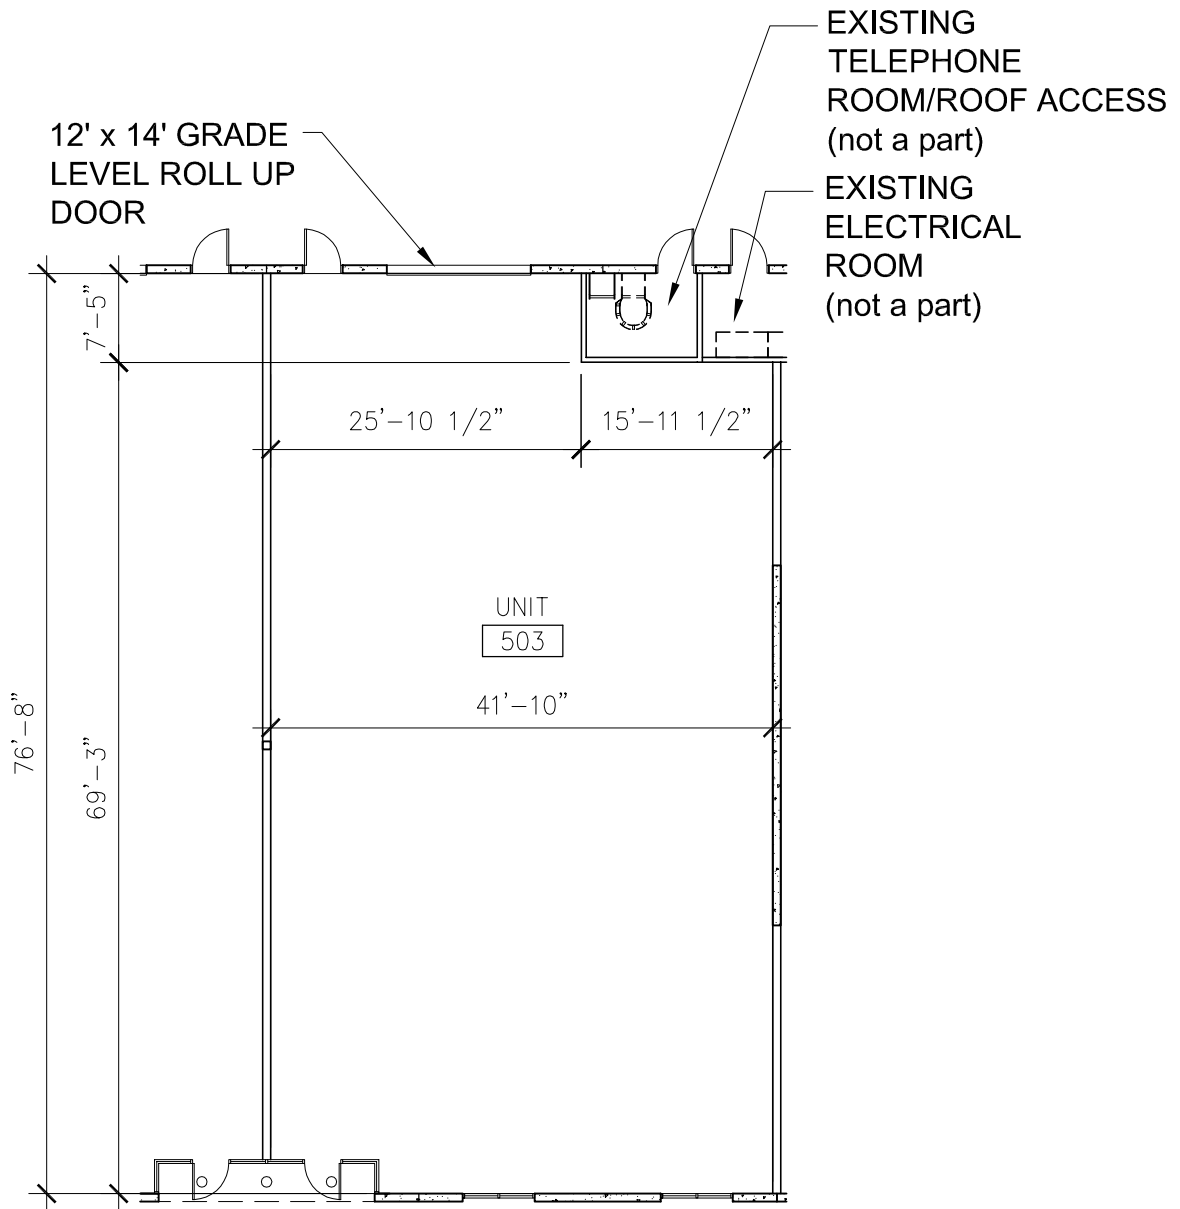 EXISTING
TELEPHONE
ROOM/ROOF ACCESS
(not a part)
12' x 14' GRADE
LEVEL ROLL UP
DOOR
EXISTING
ELECTRICAL
ROOM
(not a part)
7’–5”
25’–10 1/2”
15’–11 1/2”
UNIT
503
41’–10”
76’–8”
69’–3”